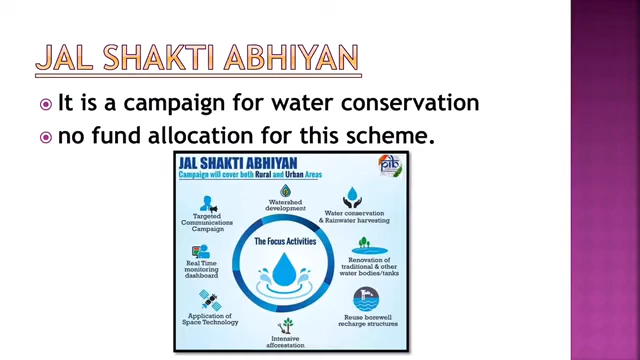 JAL SHAKTI ABHIYAN
It is a campaign for water conservation
no fund allocation for this scheme.
JAL SHAKTI ABHIYAN
Campaign will cover both Rural and Urban Areas
pib
Watershed
development
Targeted
Communications
Campaign
Water conservation
& Rainwater harvesting
The Focus Activities
Real Time
monitoring
dashboard
Renovation of
traditional & other
water bodies/tanks
Application of
Space Technology
Reuse borewell
recharge structures
Intensive
afforestation